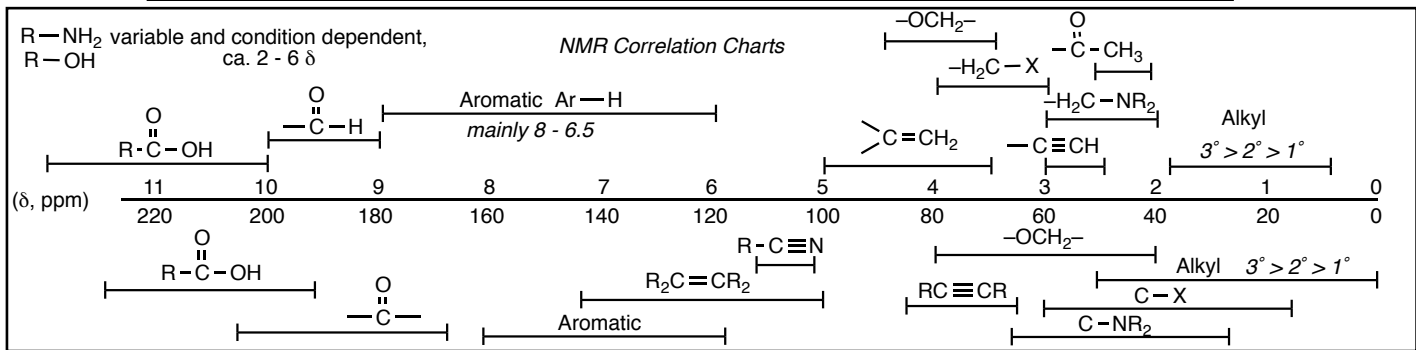 R—NH₂ variable and condition dependent,
R—OH ca. 2 - 6 δ
NMR Correlation Charts
–OCH₂–
O
C—CH₃
–H₂C—X
Aromatic Ar—H
mainly 8 - 6.5
O
C—H
O
R—C—OH
C=CH₂
–H₂C—NR₂
C≡CH
Alkyl
3° > 2° > 1°
(δ, ppm)
11 10 9 8 7 6 5 4 3 2 1 0
220 200 180 160 140 120 100 80 60 40 20 0
O
R—C—OH
O
C
R—C≡N
R₂C=CR₂
Aromatic
–OCH₂–
RC≡CR
Alkyl 3° > 2° > 1°
C—X
C—NR₂